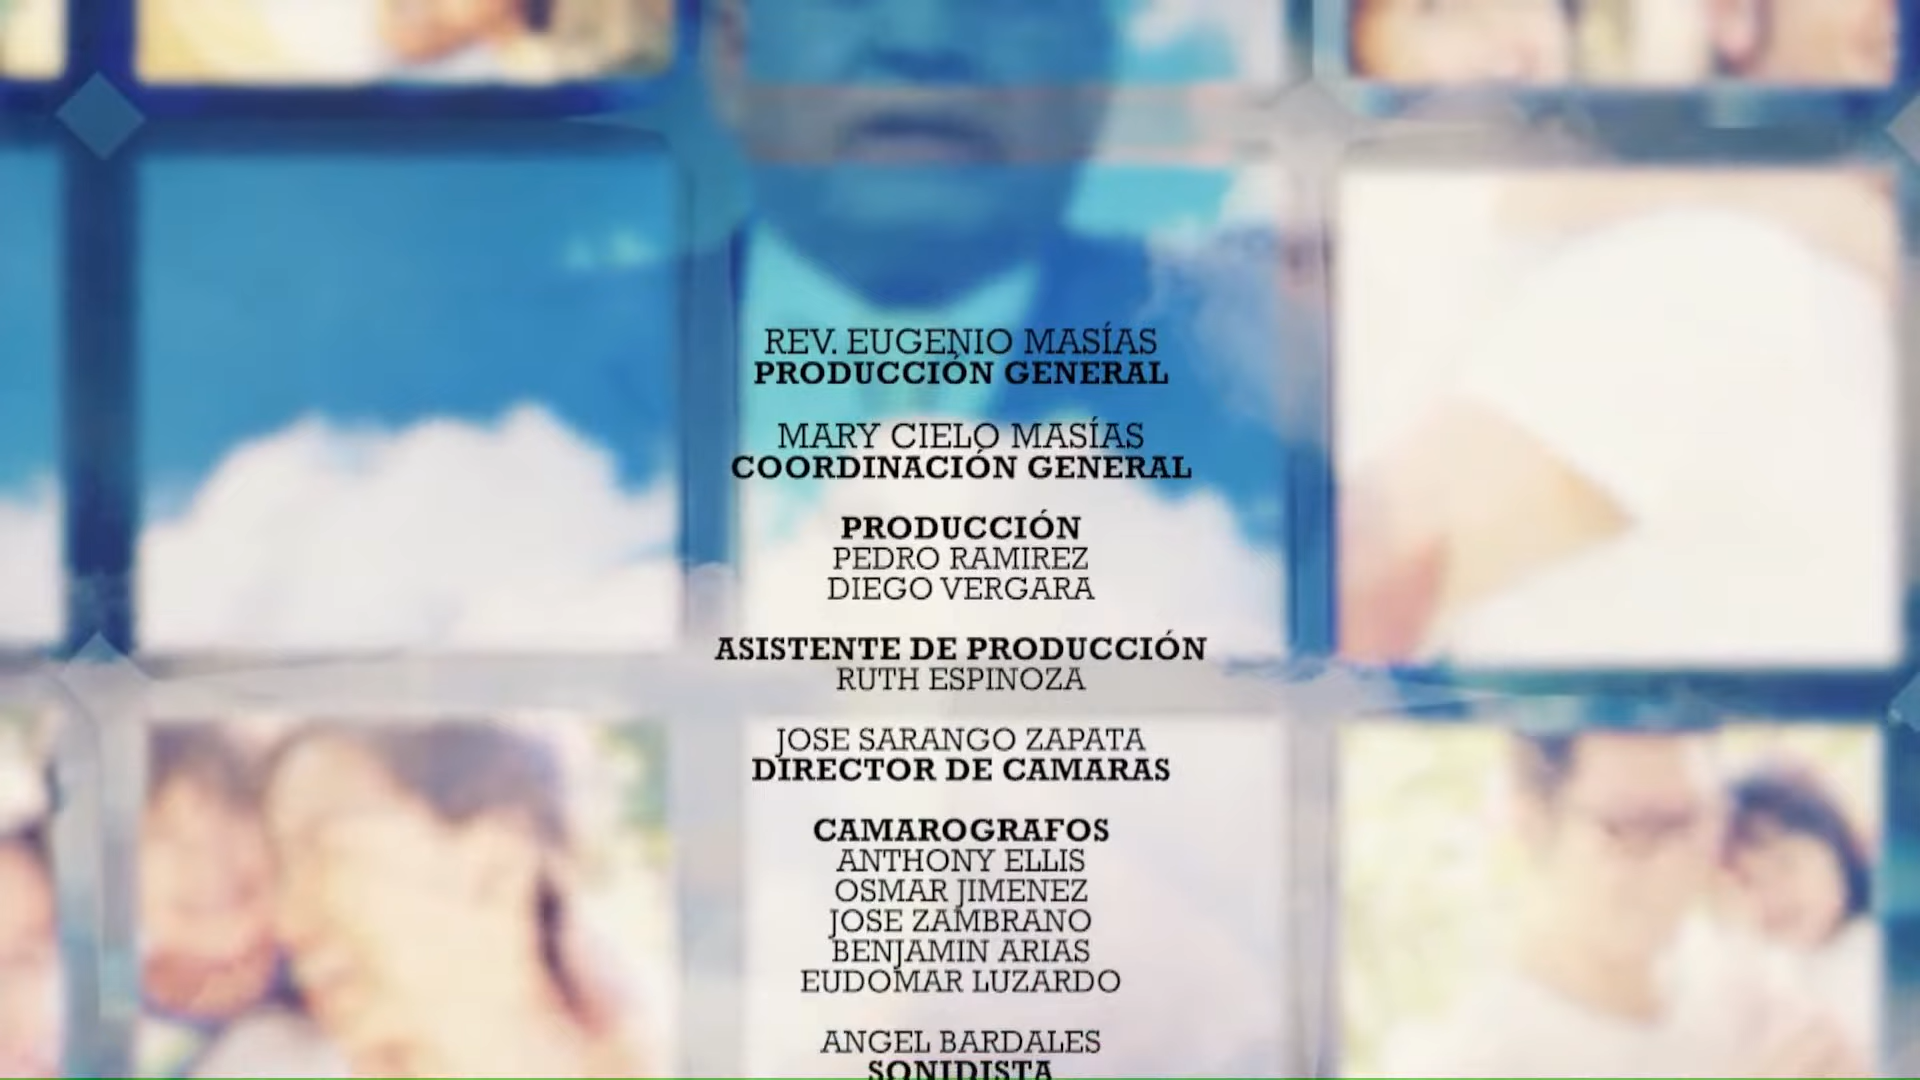 REV. EUGENIO MASÍAS
PRODUCCIÓN GENERAL
MARY CIELO MASÍAS
COORDINACIÓN GENERAL
PRODUCCIÓN
PEDRO RAMIREZ
DIEGO VERGARA
ASISTENTE DE PRODUCCIÓN
RUTH ESPINOZA
JOSE SARANGO ZAPATA
DIRECTOR DE CAMARAS
CAMAROGRAFOS
ANTHONY ELLIS
OSMAR JIMENEZ
JOSE ZAMBRANO
BENJAMIN ARIAS
EUDOMAR LUZARDO
ANGEL BARDALES
SONIDISTA